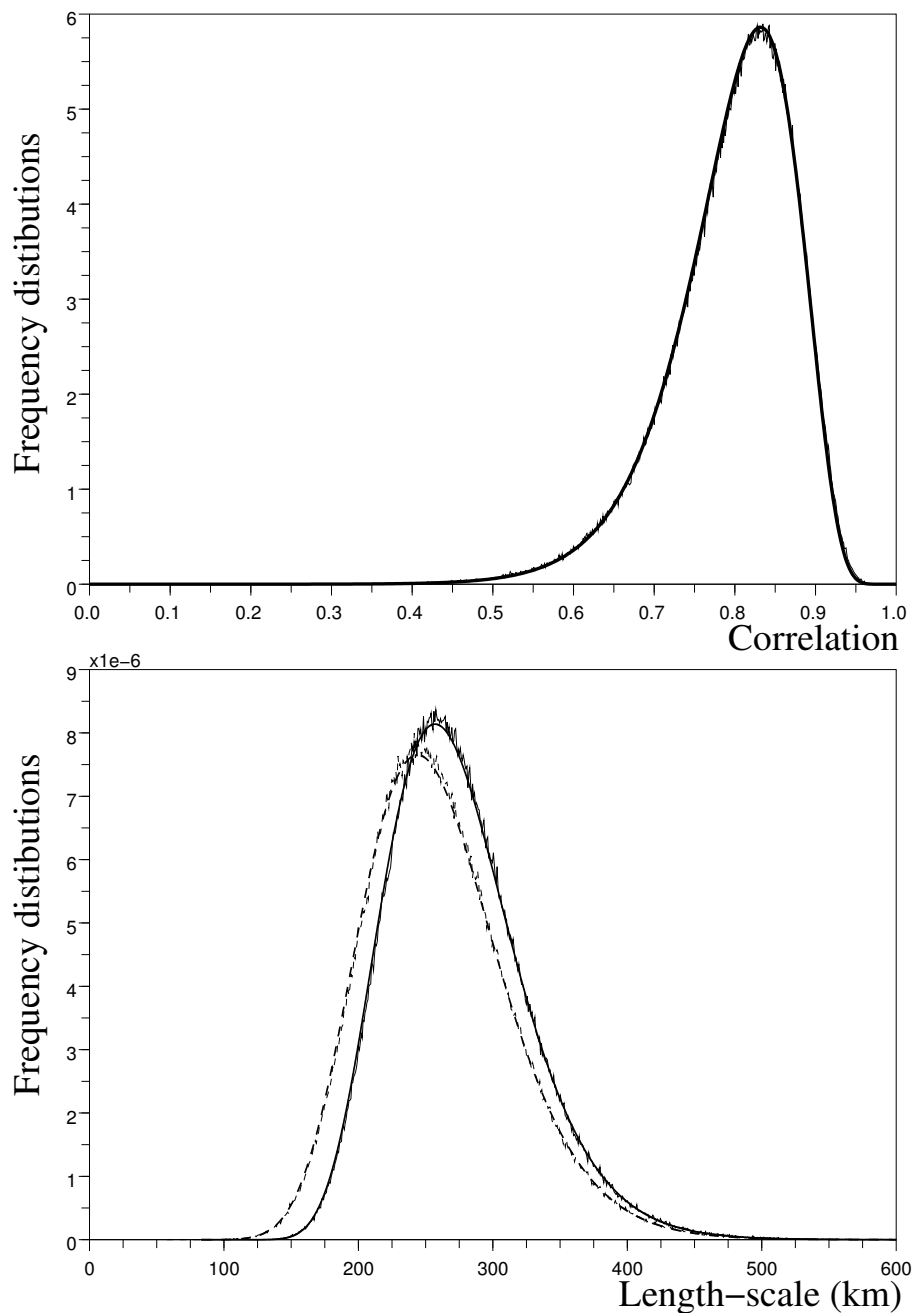 6
5
4
3
2
1
0
Frequency distibutions
0.0 0.1 0.2 0.3 0.4 0.5 0.6 0.7 0.8 0.9 1.0
Correlation
x1e−6
9
8
7
6
5
4
3
2
1
0
Frequency distibutions
0 100 200 300 400 500 600
Length−scale (km)